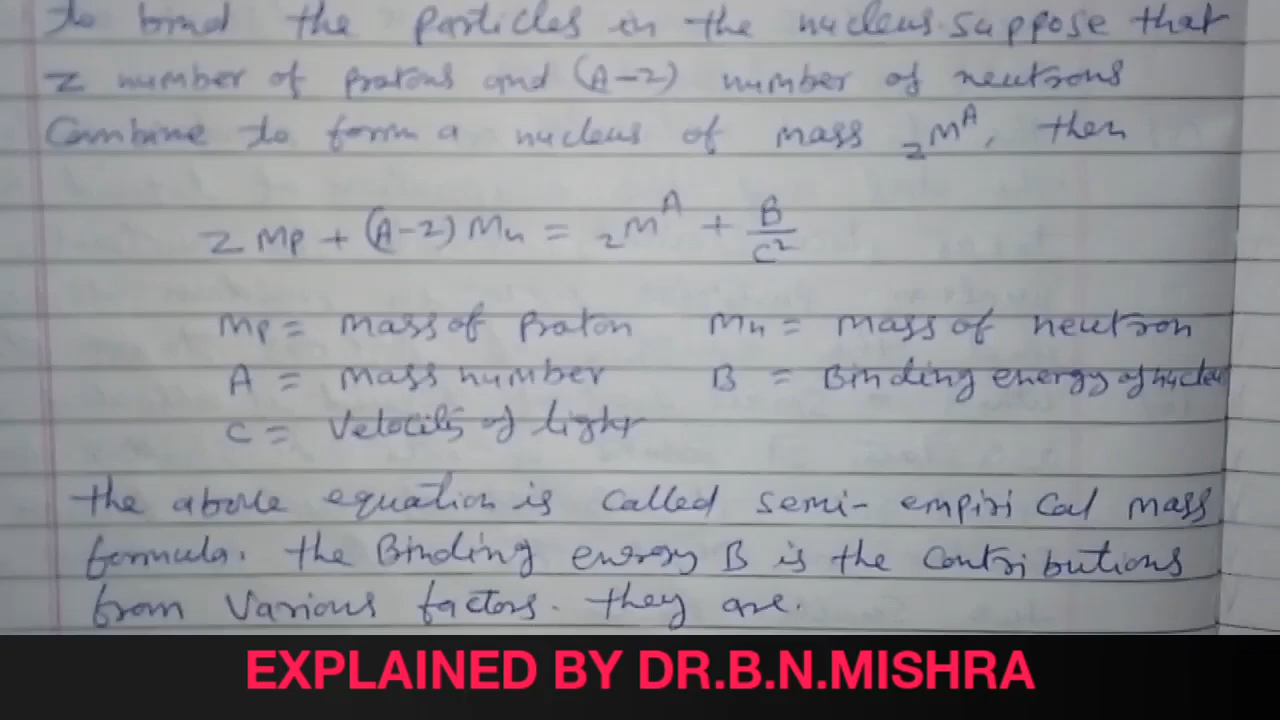 to bind the particles in the nucleus. suppose that
Z number of protons and (A-Z) number of neutrons
Combine to form a nucleus of mass ZM^A, then
Z Mp + (A-Z) Mn = ZM^A + B/C²
Mp = mass of proton Mn = mass of neutron
A = mass number B = Binding energy of nuclei
C = Velocity of light
the above equation is called semi-empirical mass
formula. the Binding energy B is the contributions
from various factors. they are.
EXPLAINED BY DR.B.N.MISHRA